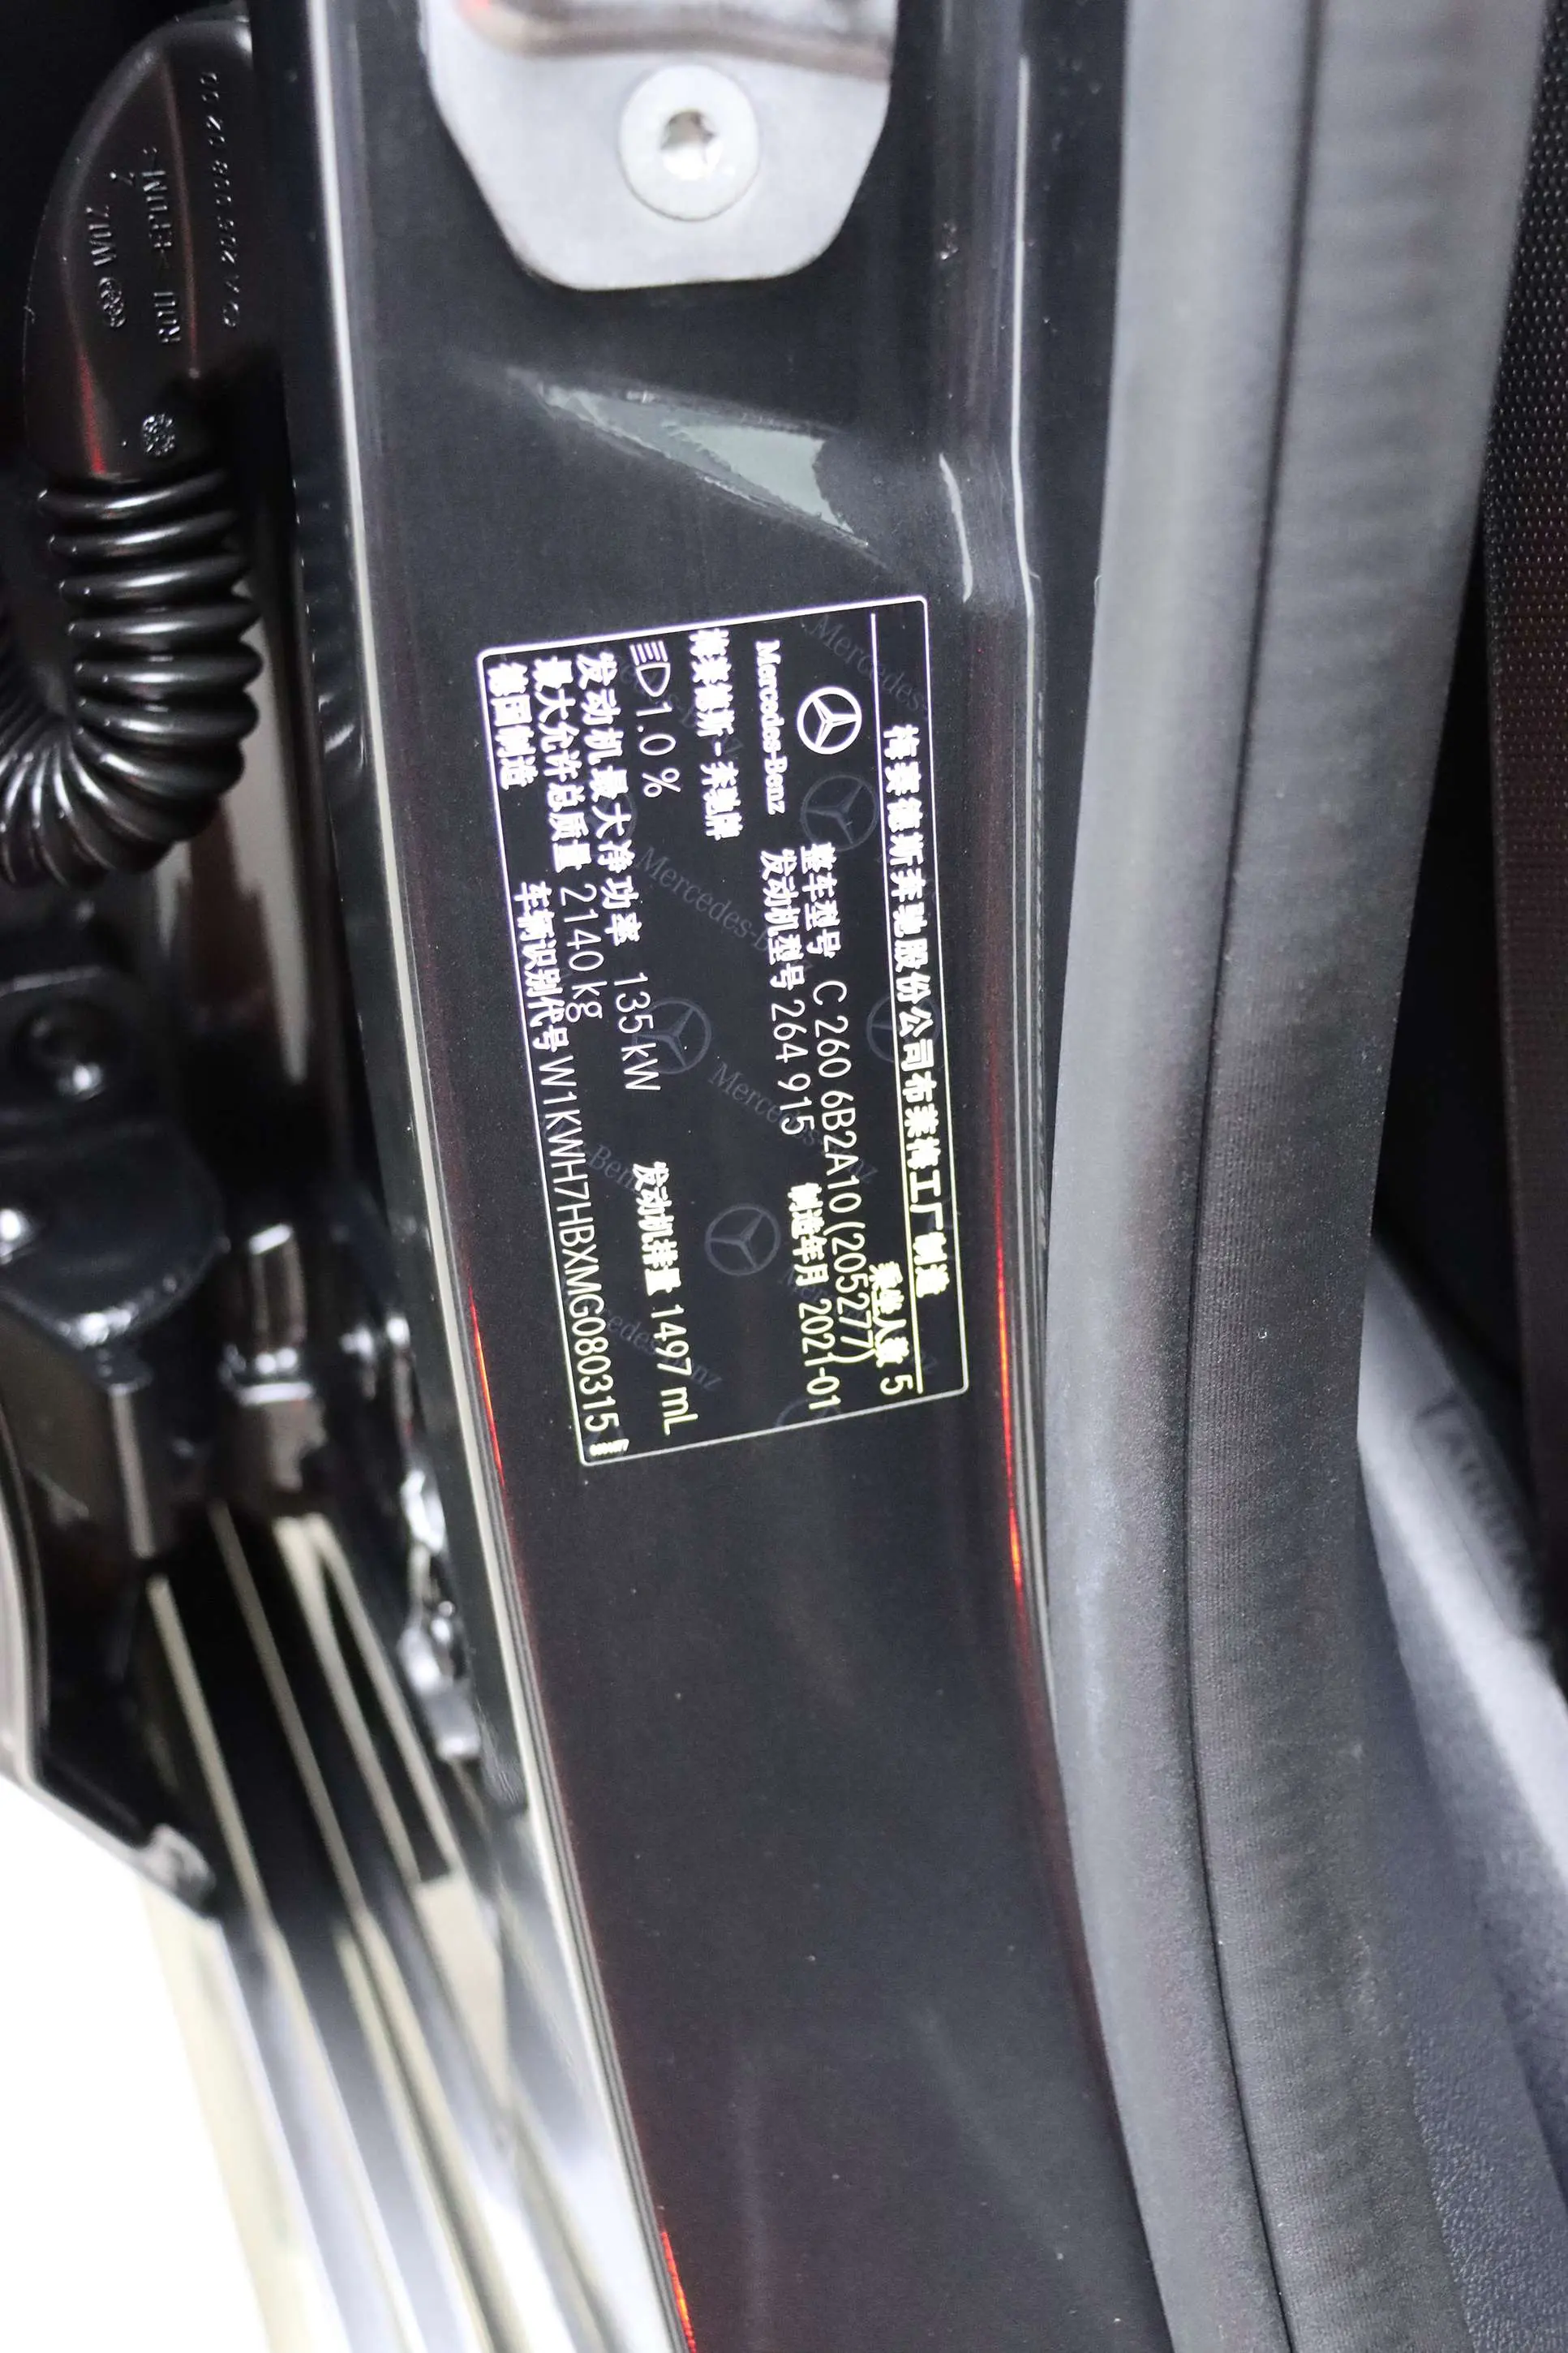 梅赛德斯奔驰股份公司布莱梅工厂制造
乘坐人数 5
Mercedes-Benz
整车型号 C 260 6B2A10 (205277)
发动机型号 264 915
制造年月 2021-01
梅赛德斯-奔驰牌
1.0 %
发动机排量 1497 mL
发动机最大净功率 135 kW
最大允许总质量 2140 kg
德国制造
车辆识别代号 W1KWH7HBXMG080315